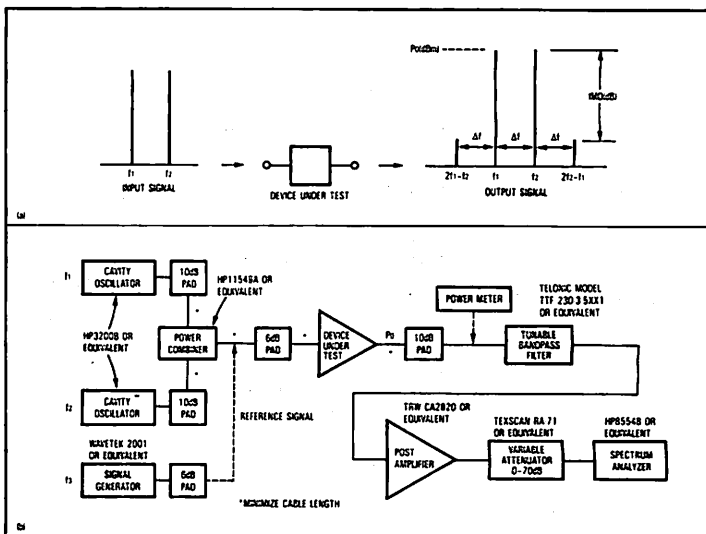 Po(dBm)
IMD(dB)
Δf
Δf
Δf
f1
f2
INPUT SIGNAL
DEVICE UNDER TEST
2f1-f2
f1
f2
2f2-f1
OUTPUT SIGNAL
(a)
f1
CAVITY
OSCILLATOR
10dB
PAD
HP11549A OR
EQUIVALENT
HP3200B OR
EQUIVALENT
POWER
COMBINER
6dB
PAD
DEVICE
UNDER
TEST
Po
10dB
PAD
POWER METER
TELONIC MODEL
TTF 230 3 5XX1
OR EQUIVALENT
TUNABLE
BANDPASS
FILTER
f2
CAVITY
OSCILLATOR
10dB
PAD
REFERENCE SIGNAL
WAVETEK 2001
OR EQUIVALENT
f3
SIGNAL
GENERATOR
6dB
PAD
*MINIMIZE CABLE LENGTH
TRW CA2820 OR
EQUIVALENT
POST
AMPLIFIER
TEXSCAN RA 71
OR EQUIVALENT
VARIABLE
ATTENUATOR
0-70dB
HP8554B OR
EQUIVALENT
SPECTRUM
ANALYZER
(b)